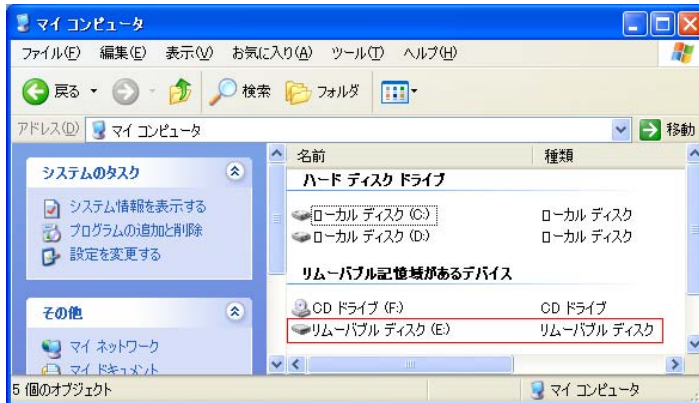 マイ コンピュータ
ファイル(F) 編集(E) 表示(V) お気に入り(A) ツール(T) ヘルプ(H)
戻る 検索 フォルダ
アドレス(D) マイ コンピュータ 移動
名前 種類
システムのタスク
システム情報を表示する
プログラムの追加と削除
設定を変更する
その他
マイ ネットワーク
マイ ドキュメント
ハード ディスク ドライブ
ローカル ディスク (C:) ローカル ディスク
ローカル ディスク (D:) ローカル ディスク
リムーバブル記憶域があるデバイス
CD ドライブ (F:) CD ドライブ
リムーバブル ディスク (E:) リムーバブル ディスク
5 個のオブジェクト マイ コンピュータ